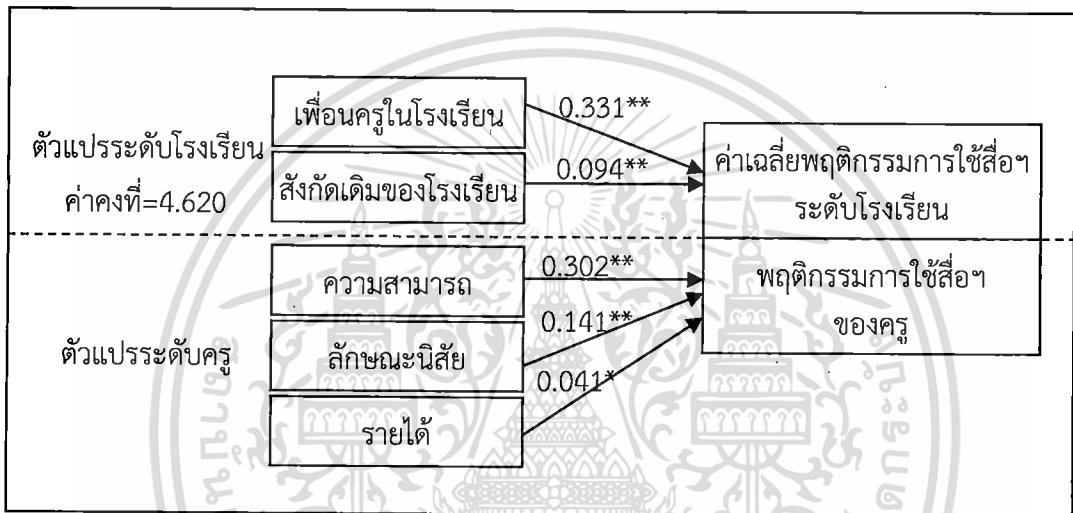 เพื่อนครูในโรงเรียน
0.331**
ตัวแปรระดับโรงเรียน
ค่าคงที่=4.620
สังกัดเดิมของโรงเรียน
0.094**
ค่าเฉลี่ยพฤติกรรมการใช้สื่อฯ
ระดับโรงเรียน
ความสามารถ
0.302**
พฤติกรรมการใช้สื่อฯ
ของครู
ตัวแปรระดับครู
ลักษณะนิสัย
0.141**
รายได้
0.041*